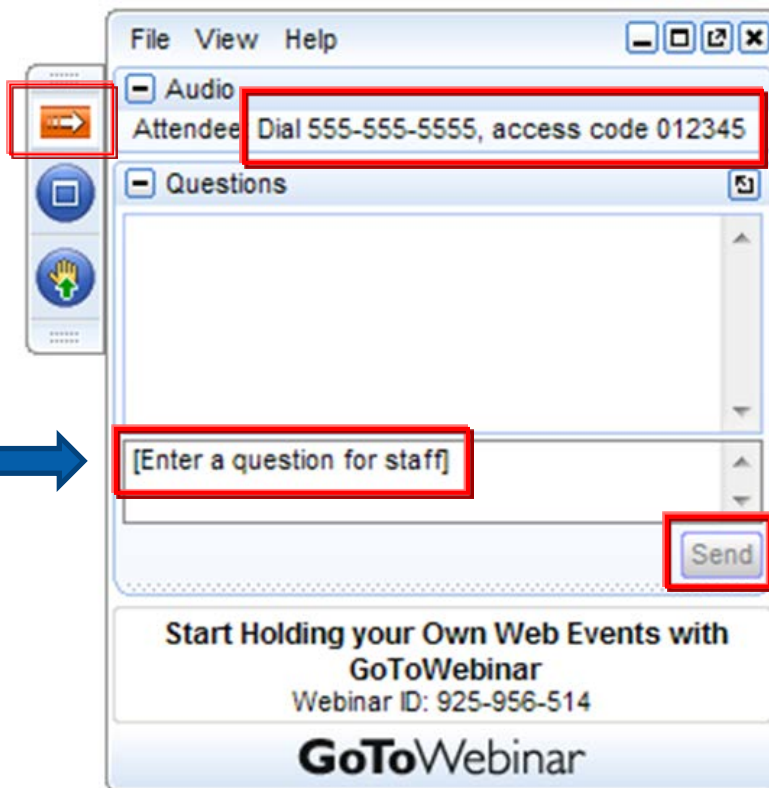 File View Help
Audio
Attendee Dial 555-555-5555, access code 012345
Questions
[Enter a question for staff]
Send
Start Holding your Own Web Events with
GoToWebinar
Webinar ID: 925-956-514
GoToWebinar